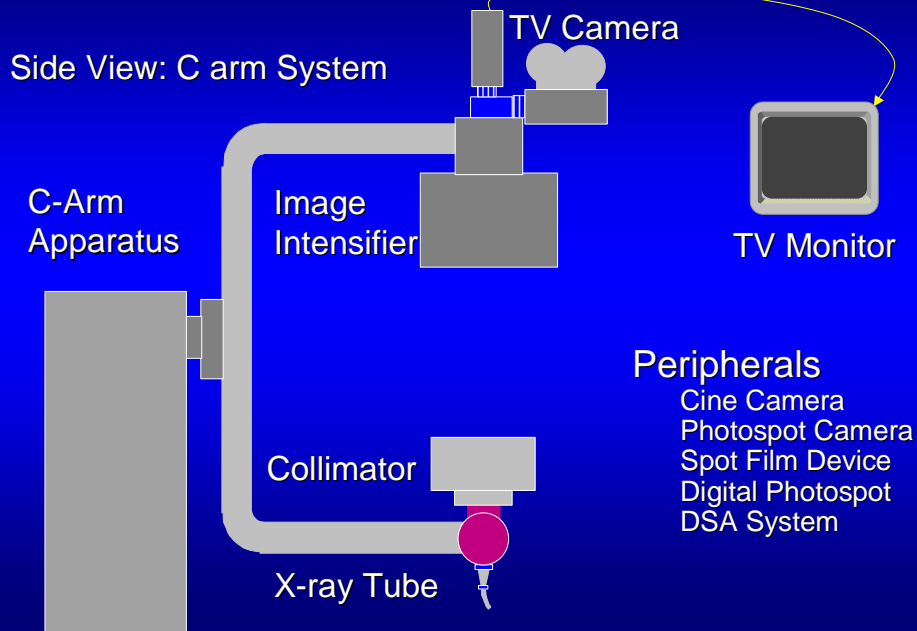 TV Camera
Side View: C arm System
C-Arm
Apparatus
Image
Intensifier
TV Monitor
Peripherals
Cine Camera
Photospot Camera
Spot Film Device
Digital Photospot
DSA System
Collimator
X-ray Tube